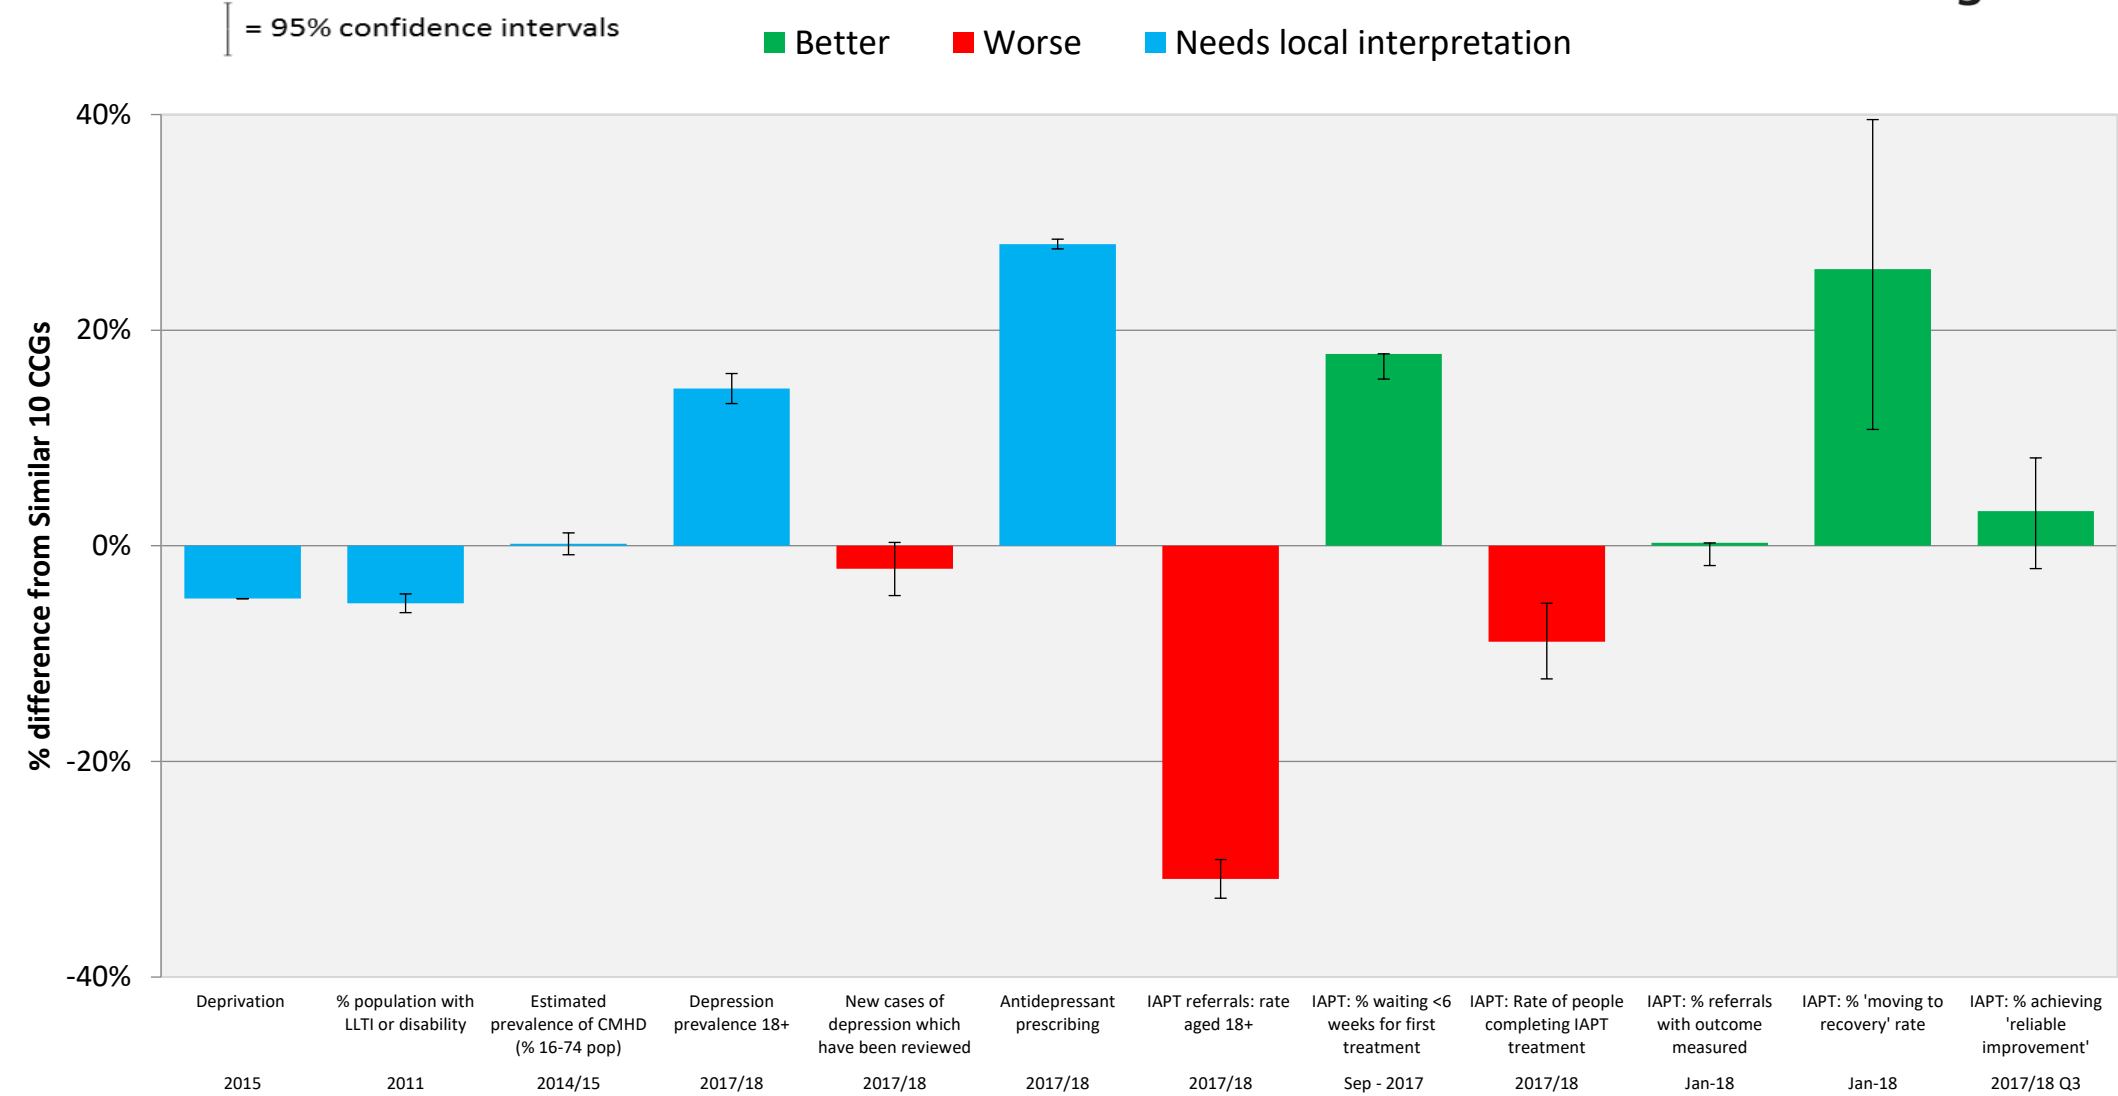 = 95% confidence intervals
Better Worse Needs local interpretation
% difference from Similar 10 CCGs
40%
20%
0%
-20%
-40%
Deprivation
2015
% population with
LLTI or disability
2011
Estimated
prevalence of CMHD
(% 16-74 pop)
2014/15
Depression
prevalence 18+
2017/18
New cases of
depression which
have been reviewed
2017/18
Antidepressant
prescribing
2017/18
IAPT referrals: rate
aged 18+
2017/18
IAPT: % waiting <6
weeks for first
treatment
Sep - 2017
IAPT: Rate of people
completing IAPT
treatment
2017/18
IAPT: % referrals
with outcome
measured
Jan-18
IAPT: % 'moving to
recovery' rate
Jan-18
IAPT: % achieving
'reliable
improvement'
2017/18 Q3